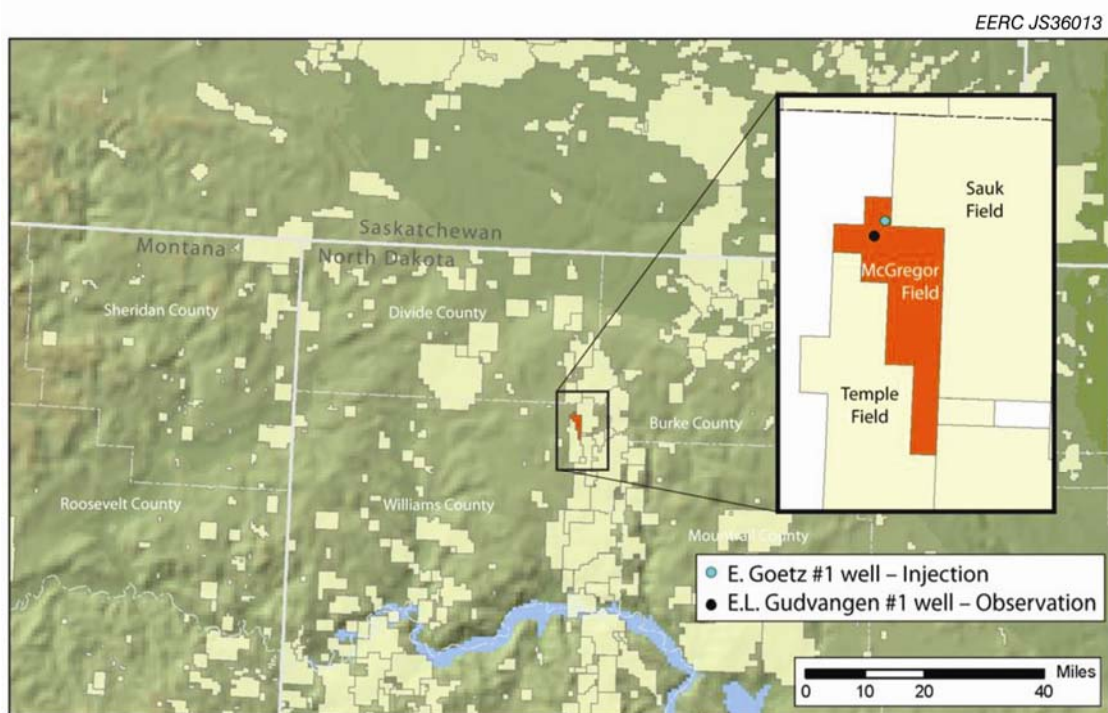 EERC JS36013
Saskatchewan
Montana
North Dakota
Sheridan County
Divide County
Burke County
Roosevelt County
Williams County
Mountrail County
Sauk
Field
McGregor
Field
Temple
Field
E. Goetz #1 well – Injection
E.L. Gudvangen #1 well – Observation
Miles
0 10 20 40